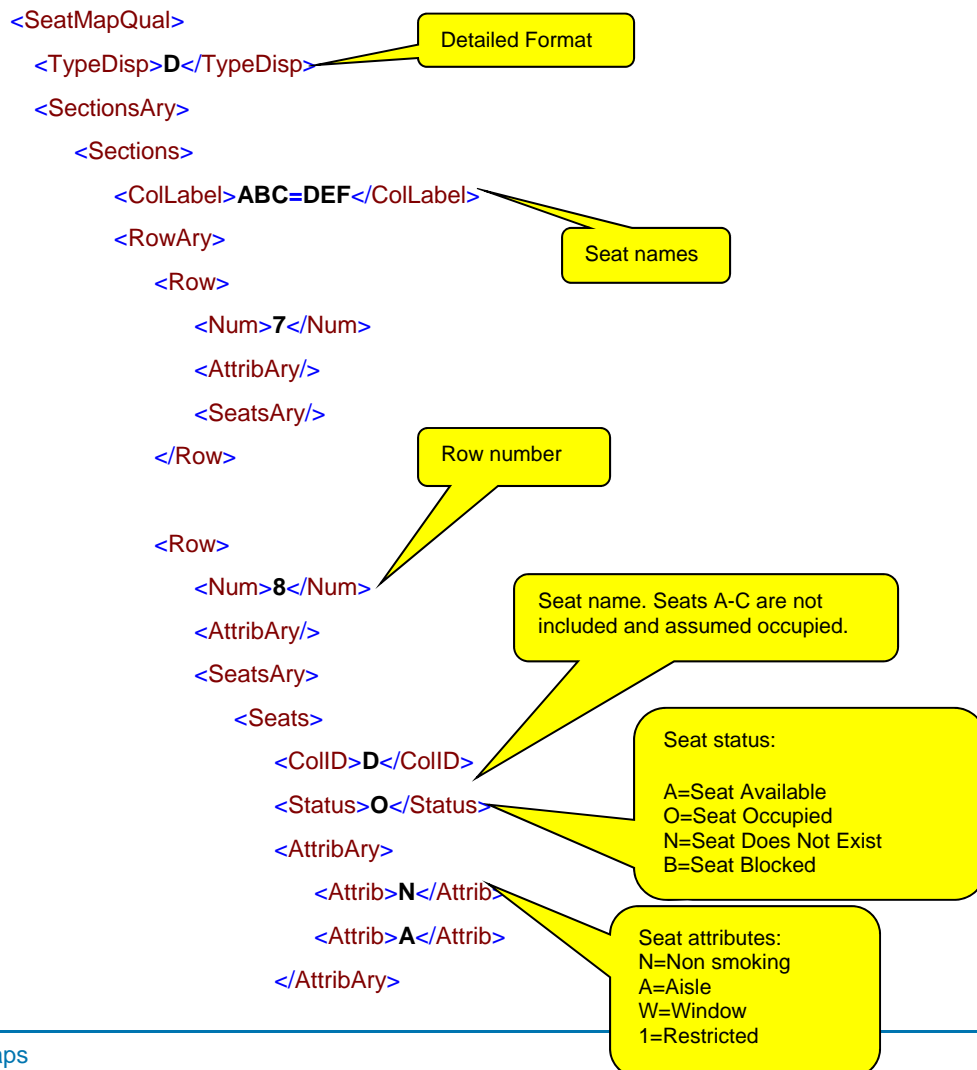 <SeatMapQual>
Detailed Format
<TypeDisp>D</TypeDisp>
<SectionsAry>
<Sections>
<ColLabel>ABC=DEF</ColLabel>
Seat names
<RowAry>
<Row>
<Num>7</Num>
<AttribAry/>
<SeatsAry/>
</Row>
Row number
<Row>
<Num>8</Num>
Seat name. Seats A-C are not
included and assumed occupied.
<AttribAry/>
<SeatsAry>
<Seats>
<ColID>D</ColID>
<Status>O</Status>
Seat status:
A=Seat Available
O=Seat Occupied
N=Seat Does Not Exist
B=Seat Blocked
<AttribAry>
<Attrib>N</Attrib>
<Attrib>A</Attrib>
</AttribAry>
Seat attributes:
N=Non smoking
A=Aisle
W=Window
1=Restricted
aps